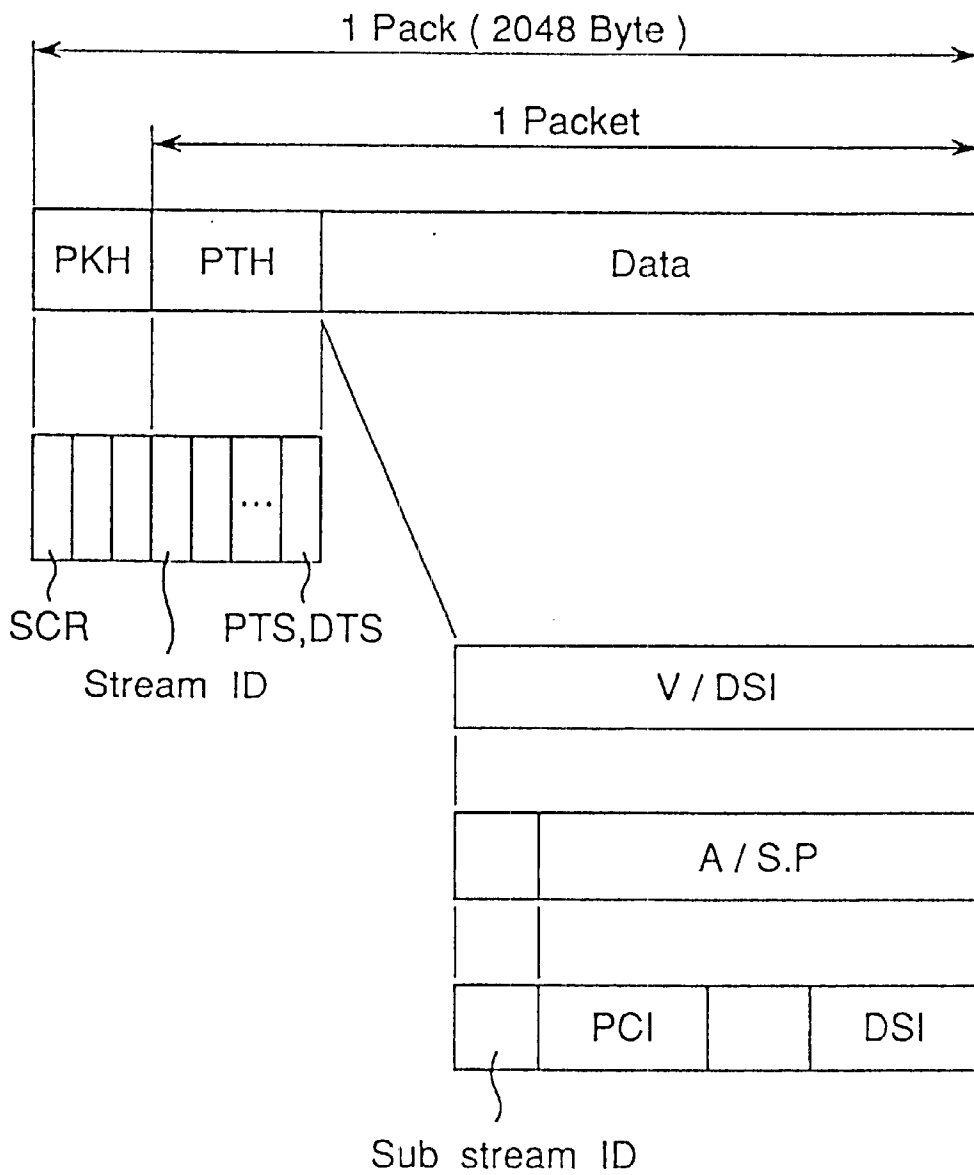 1 Pack ( 2048 Byte )
1 Packet
PKH PTH Data
...
SCR PTS,DTS
Stream ID
V / DSI
A / S.P
PCI DSI
Sub stream ID